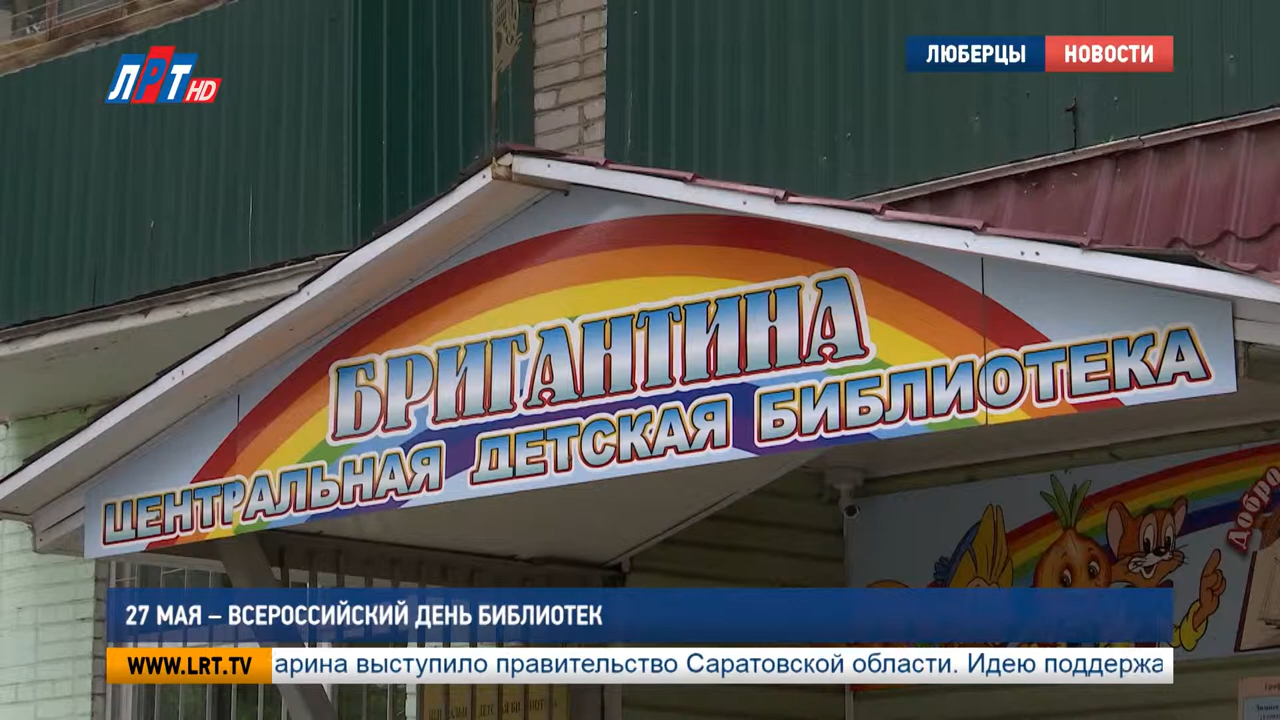 ЛРТ HD
ЛЮБЕРЦЫ НОВОСТИ
БРИГАНТИНА
ЦЕНТРАЛЬНАЯ ДЕТСКАЯ БИБЛИОТЕКА
Добро
27 МАЯ – ВСЕРОССИЙСКИЙ ДЕНЬ БИБЛИОТЕК
WWW.LRT.TV арина выступило правительство Саратовской области. Идею поддержа